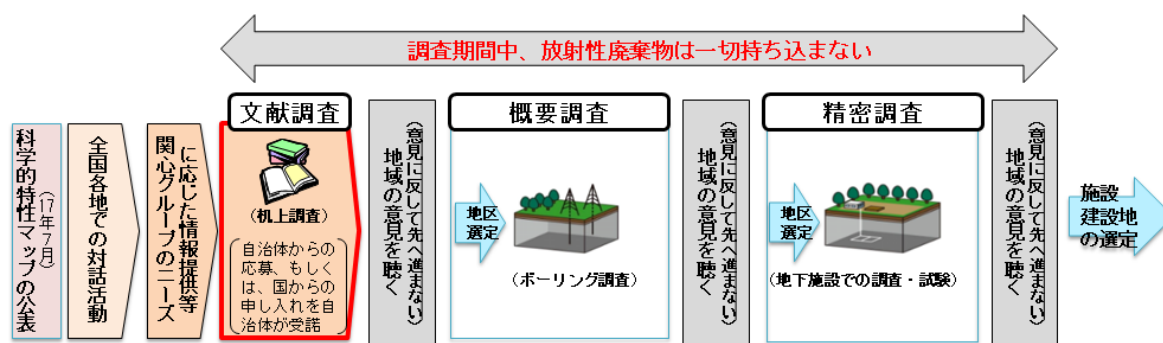 調査期間中、放射性廃棄物は一切持ち込まない
科学的特性マップの公表
（17年7月）
全国各地での対話活動
関心グループのニーズ
に応じた情報提供等
文献調査
（机上調査）
自治体からの
応募、もしく
は、国からの
申し入れを自
治体が受諾
地域の意見を聴く
（意見に反して先へ進まない）
概要調査
地区
選定
（ボーリング調査）
地域の意見を聴く
（意見に反して先へ進まない）
精密調査
地区
選定
（地下施設での調査・試験）
地域の意見を聴く
（意見に反して先へ進まない）
施設
建設地
の選定